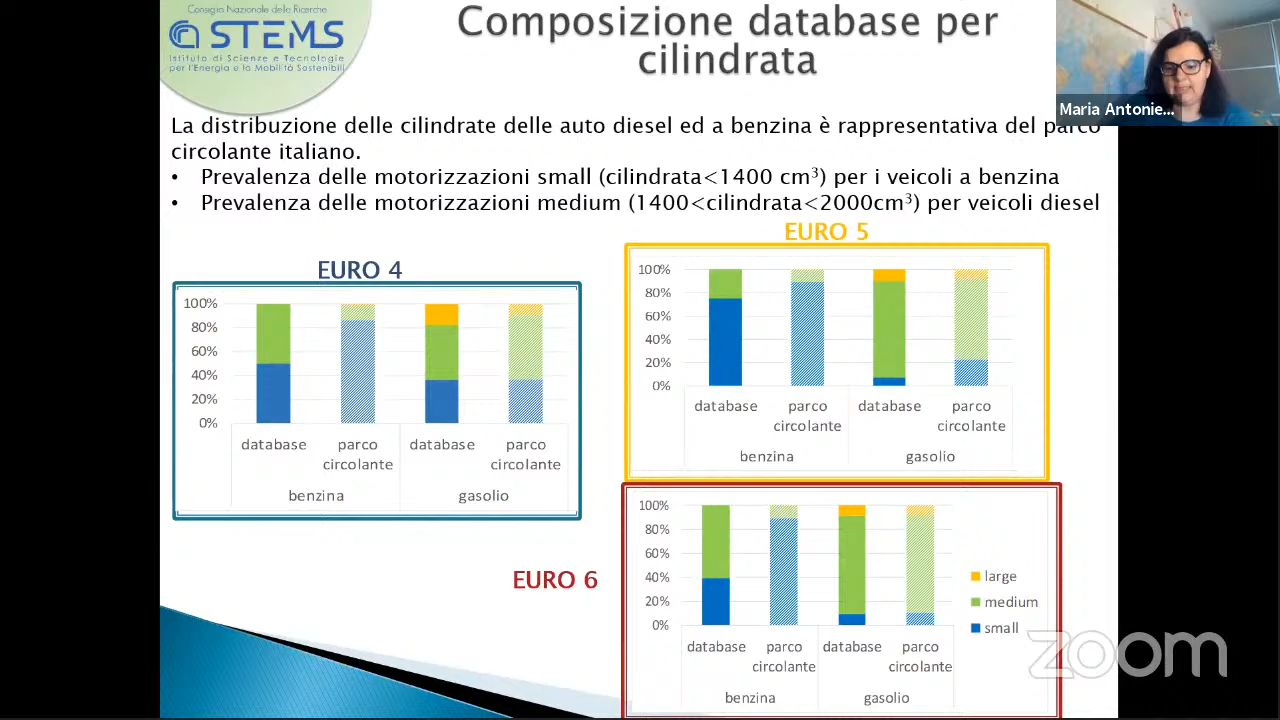 Consiglio Nazionale delle Ricerche
STEMS
Istituto di Scienze e Tecnologie
per l'Energia e la Mobilità Sostenibili
Composizione database per
cilindrata
Maria Antonie...
La distribuzione delle cilindrate delle auto diesel ed a benzina è rappresentativa del parco
circolante italiano.
• Prevalenza delle motorizzazioni small (cilindrata<1400 cm³) per i veicoli a benzina
• Prevalenza delle motorizzazioni medium (1400<cilindrata<2000cm³) per veicoli diesel
EURO 4
100%
80%
60%
40%
20%
0%
database parco circolante database parco circolante
benzina gasolio
EURO 5
100%
80%
60%
40%
20%
0%
database parco circolante database parco circolante
benzina gasolio
EURO 6
100%
80%
60%
40%
20%
0%
database parco circolante database parco circolante
benzina gasolio
large
medium
small
zoom